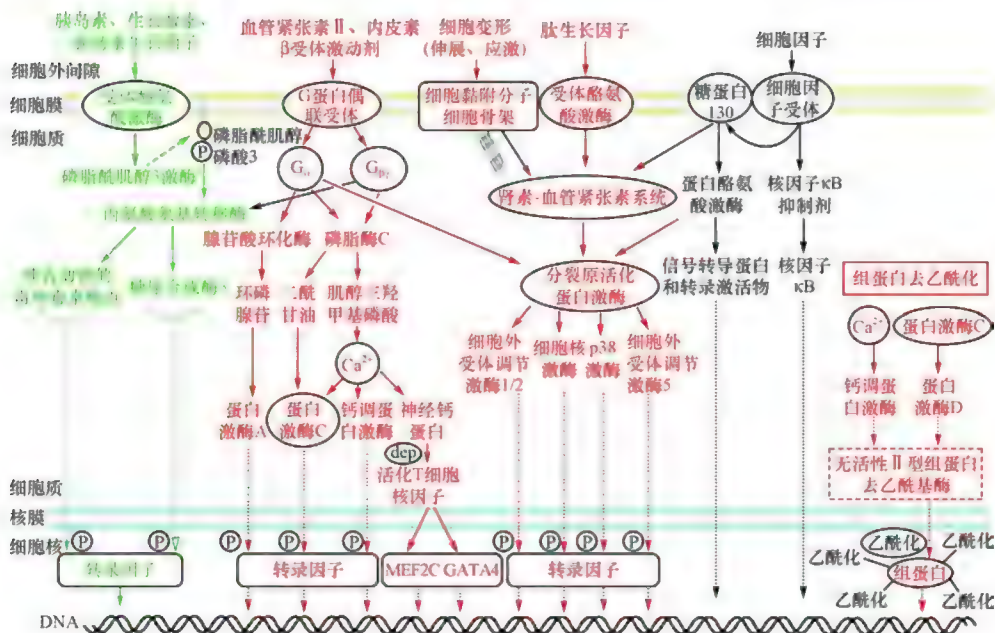 胰岛素、生
血管紧张素Ⅱ、内皮素
β受体激动剂
细胞变形
(伸展、应激)
肽生长因子
细胞因子
细胞外间隙
细胞膜
细胞质
G蛋白偶
联受体
细胞黏附分子
细胞骨架
受体酪氨
酸激酶
糖蛋白
130
细胞因
子受体
P
磷脂酰肌醇
磷酸3
磷脂酰肌醇3激酶
Gα
肾素-血管紧张素系统
蛋白酪氨
酸激酶
核因子κB
抑制剂
腺苷酸环化酶
磷脂酶C
分裂原活化
蛋白激酶
信号转导蛋白
和转录激活物
核因子
κB
组蛋白去乙酰化
环磷
腺苷
二酰
甘油
肌醇三羟
甲基磷酸
Ca²⁺
细胞外
受体调节
激酶1/2
细胞核
激酶
p38
激酶
细胞外
受体调节
激酶5
Ca²⁺
蛋白激酶C
钙调蛋
白激酶
蛋白
激酶D
蛋白
激酶A
蛋白
激酶C
钙调蛋
白激酶
神经钙
蛋白
dep
活化T细胞
核因子
无活性Ⅱ型组蛋白
去乙酰基酶
细胞质
核膜
细胞核
P
P
P
P
P
P
P
P
P
转录因子
转录因子
MEF2C GATA4
转录因子
乙酰化
乙酰化
乙酰化
组蛋白
乙酰化
乙酰化
DNA